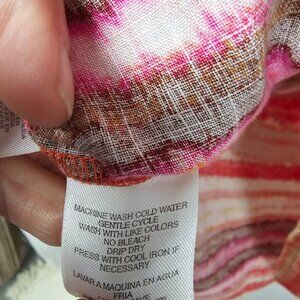 MACHINE WASH COLD WATER
GENTLE CYCLE
WASH WITH LIKE COLORS
NO BLEACH
DRIP DRY
PRESS WITH COOL IRON IF
NECESSARY
LAVAR A MAQUINA EN AGUA
FRIA